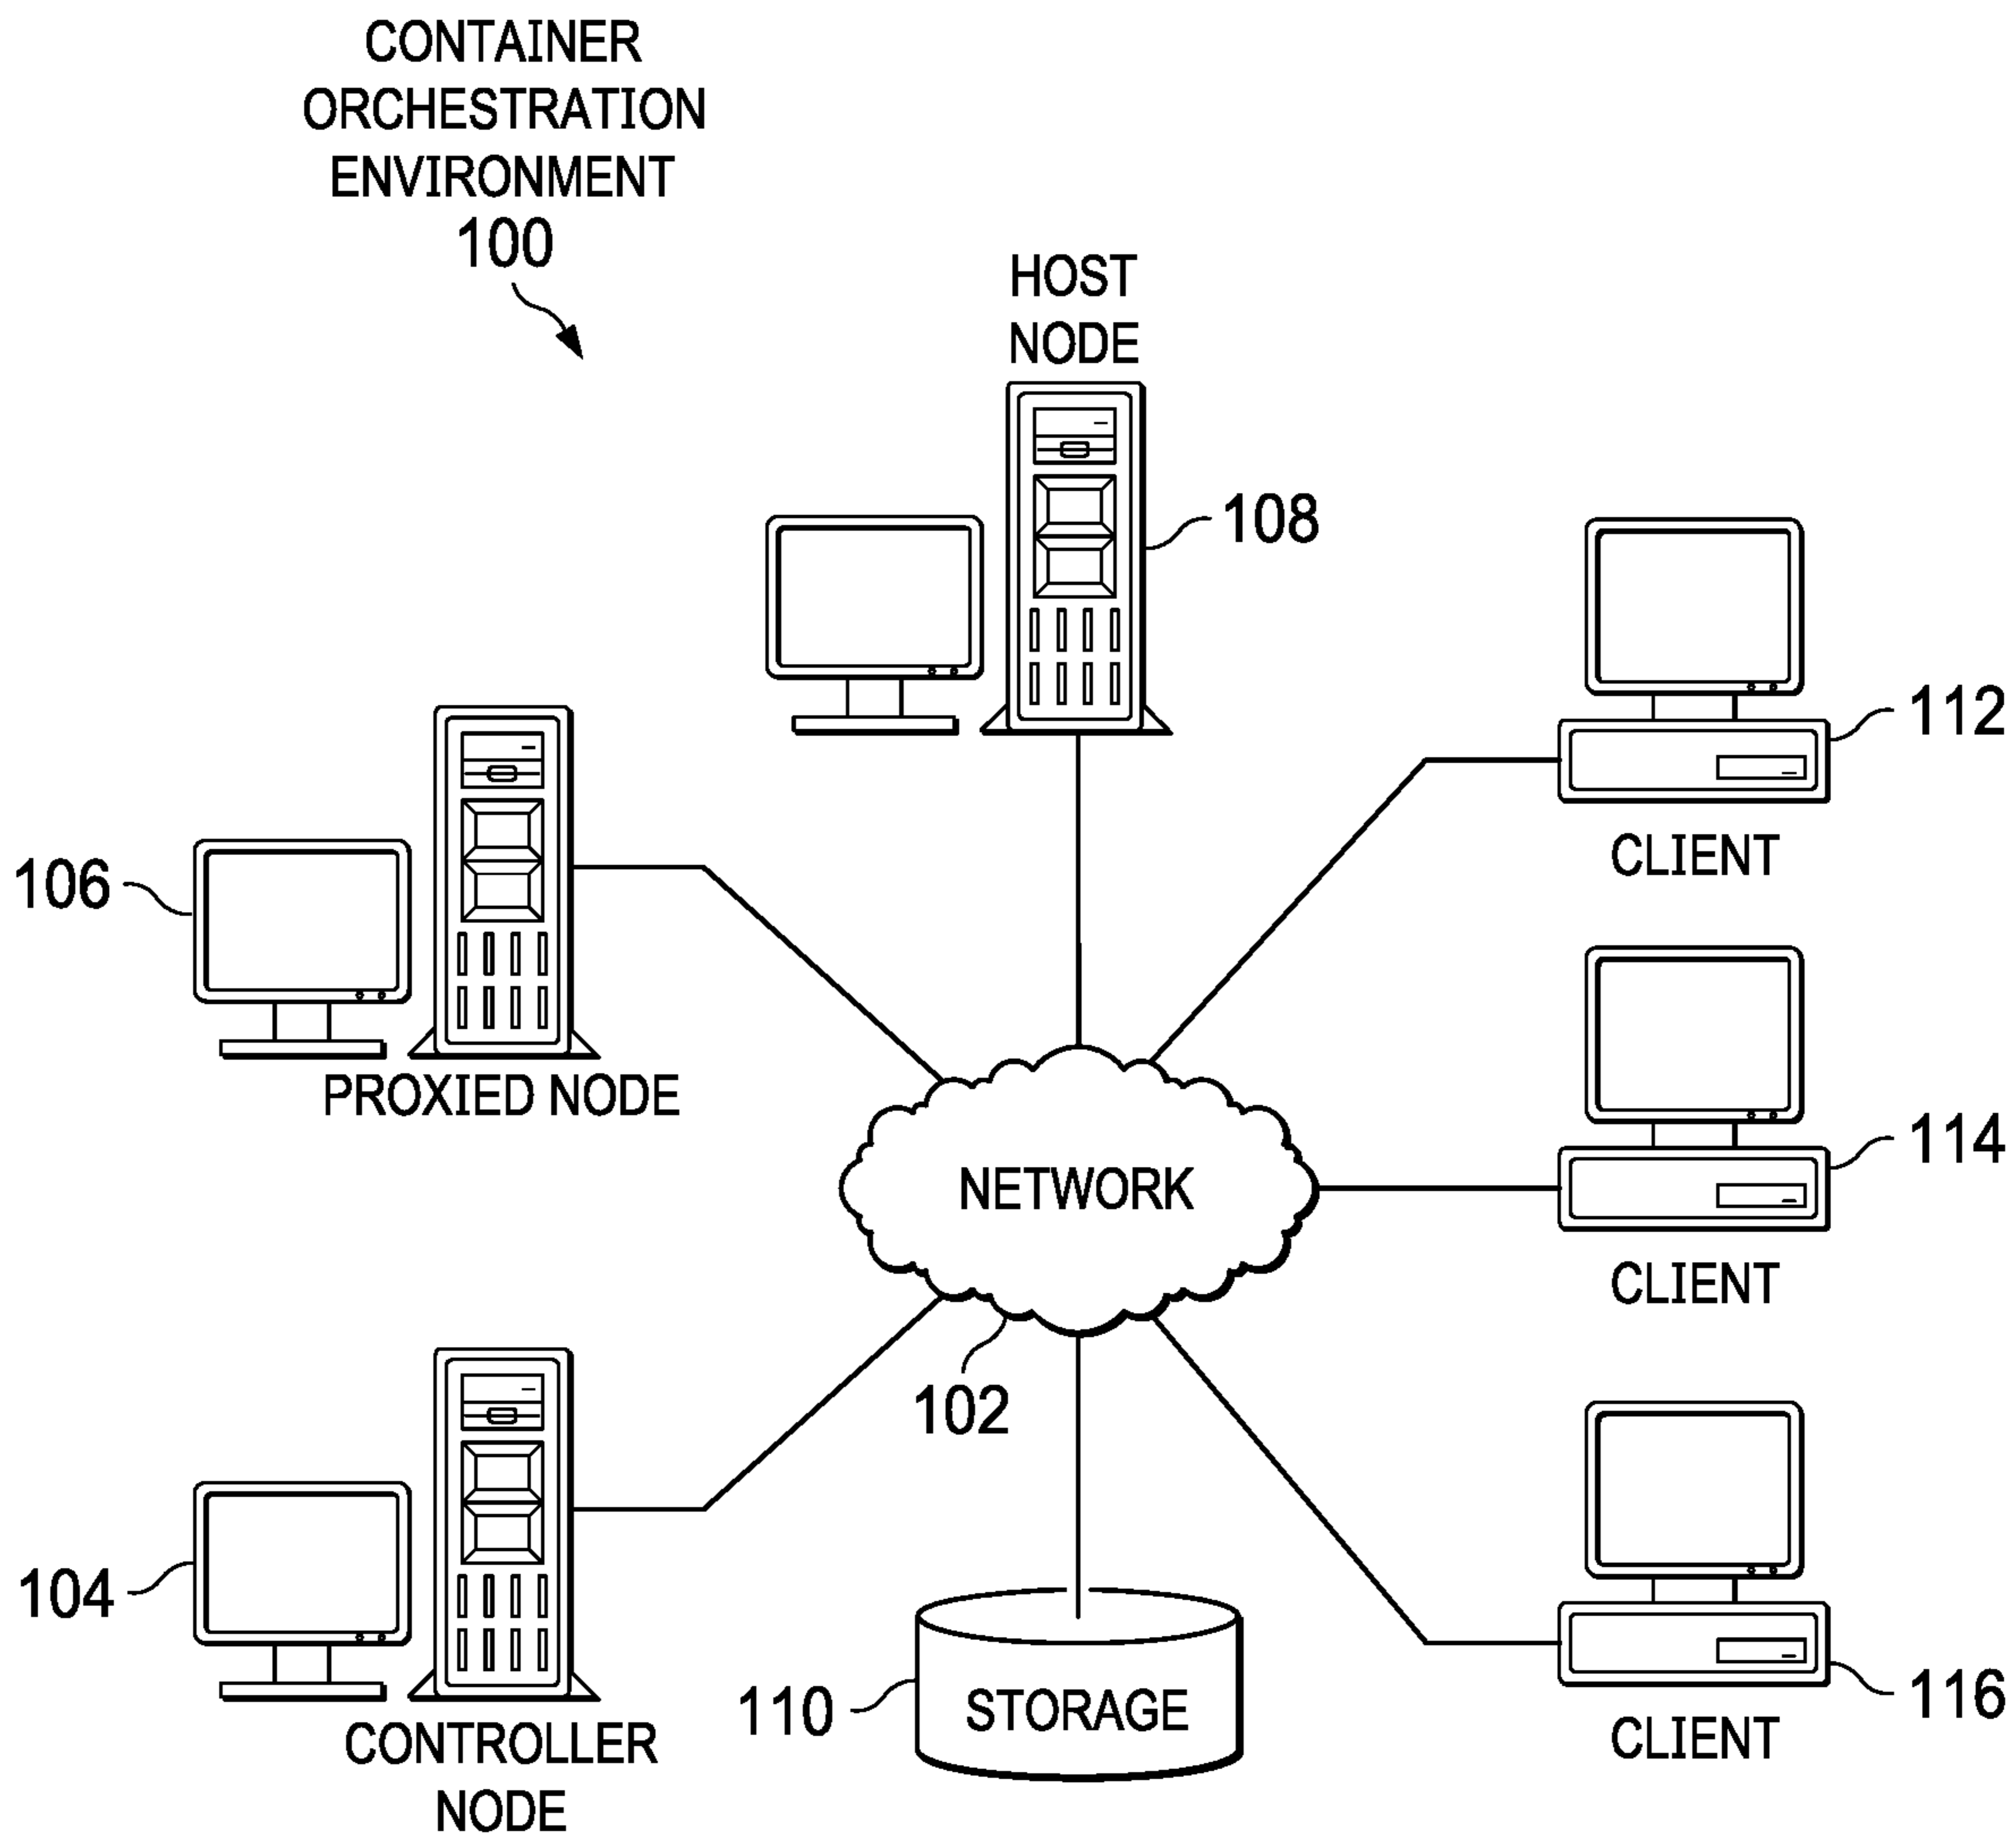 CONTAINER
ORCHESTRATION
ENVIRONMENT
100
HOST
NODE
108
112
CLIENT
106
PROXIED NODE
114
NETWORK
CLIENT
102
104
110
STORAGE
116
CLIENT
CONTROLLER
NODE